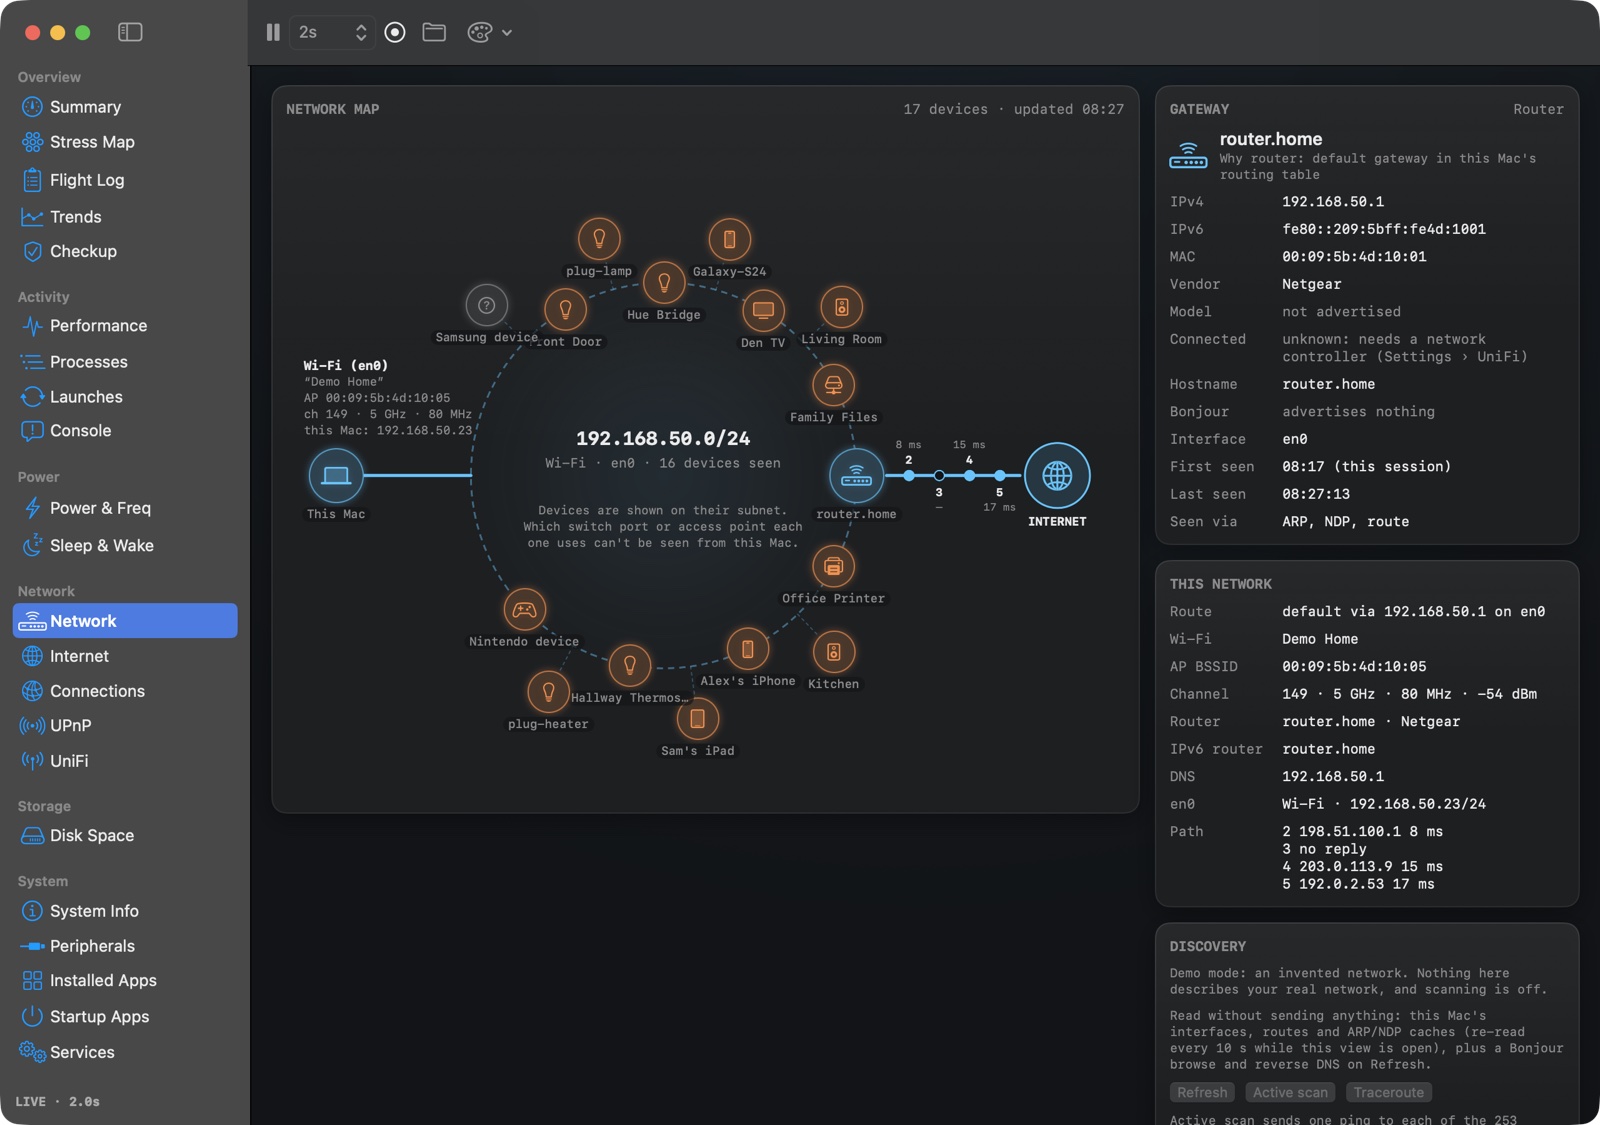 2s
Overview
Summary
Stress Map
Flight Log
Trends
Checkup
Activity
Performance
Processes
Launches
Console
Power
Power & Freq
Sleep & Wake
Network
Network
Internet
Connections
UPnP
UniFi
Storage
Disk Space
System
System Info
Peripherals
Installed Apps
Startup Apps
Services
LIVE · 2.0s
NETWORK MAP
17 devices · updated 08:27
plug-lamp
Galaxy-S24
Hue Bridge
Samsung device
ont Door
Den TV
Living Room
Wi-Fi (en0)
“Demo Home”
AP 00:09:5b:4d:10:05
ch 149 · 5 GHz · 80 MHz
this Mac: 192.168.50.23
Family Files
192.168.50.0/24
Wi-Fi · en0 · 16 devices seen
8 ms
15 ms
2
4
3
5
—
17 ms
This Mac
router.home
INTERNET
Devices are shown on their subnet.
Which switch port or access point each
one uses can't be seen from this Mac.
Office Printer
Nintendo device
Alex's iPhone
Kitchen
Hallway Thermos…
plug-heater
Sam's iPad
GATEWAY
Router
router.home
Why router: default gateway in this Mac's
routing table
IPv4 192.168.50.1
IPv6 fe80::209:5bff:fe4d:1001
MAC 00:09:5b:4d:10:01
Vendor Netgear
Model not advertised
Connected unknown: needs a network
controller (Settings › UniFi)
Hostname router.home
Bonjour advertises nothing
Interface en0
First seen 08:17 (this session)
Last seen 08:27:13
Seen via ARP, NDP, route
THIS NETWORK
Route default via 192.168.50.1 on en0
Wi-Fi Demo Home
AP BSSID 00:09:5b:4d:10:05
Channel 149 · 5 GHz · 80 MHz · −54 dBm
Router router.home · Netgear
IPv6 router router.home
DNS 192.168.50.1
en0 Wi-Fi · 192.168.50.23/24
Path 2 198.51.100.1 8 ms
3 no reply
4 203.0.113.9 15 ms
5 192.0.2.53 17 ms
DISCOVERY
Demo mode: an invented network. Nothing here
describes your real network, and scanning is off.
Read without sending anything: this Mac's
interfaces, routes and ARP/NDP caches (re-read
every 10 s while this view is open), plus a Bonjour
browse and reverse DNS on Refresh.
Refresh
Active scan
Traceroute
Active scan sends one ping to each of the 253